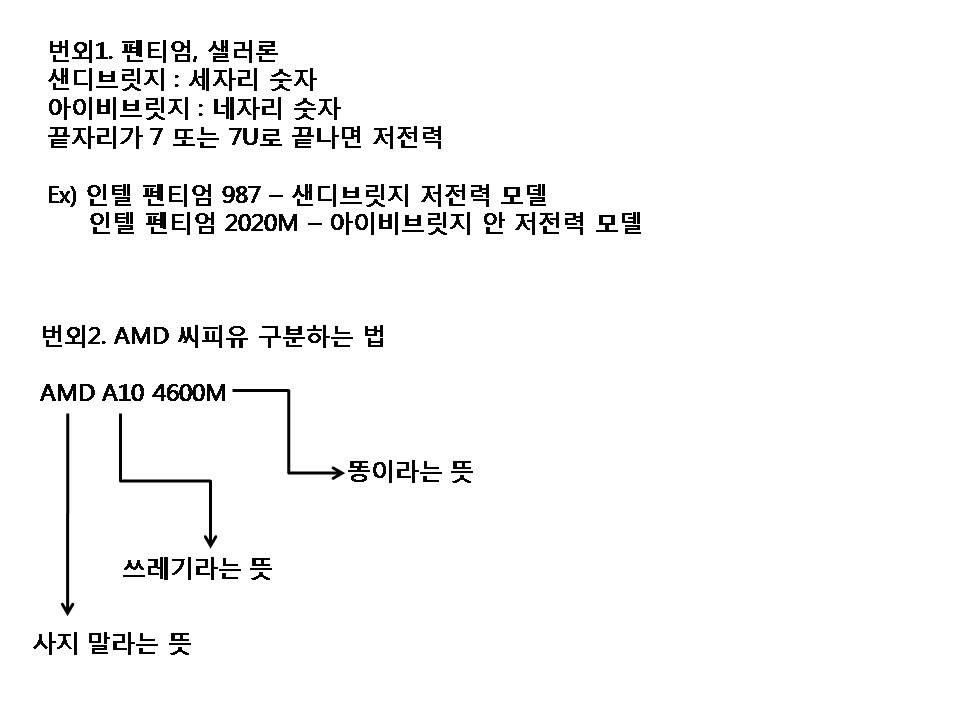 번외1. 펜티엄, 샐러론
샌디브릿지 : 세자리 숫자
아이비브릿지 : 네자리 숫자
끝자리가 7 또는 7U로 끝나면 저전력
Ex) 인텔 펜티엄 987 – 샌디브릿지 저전력 모델
인텔 펜티엄 2020M – 아이비브릿지 안 저전력 모델
번외2. AMD 씨피유 구분하는 법
AMD A10 4600M
똥이라는 뜻
쓰레기라는 뜻
사지 말라는 뜻